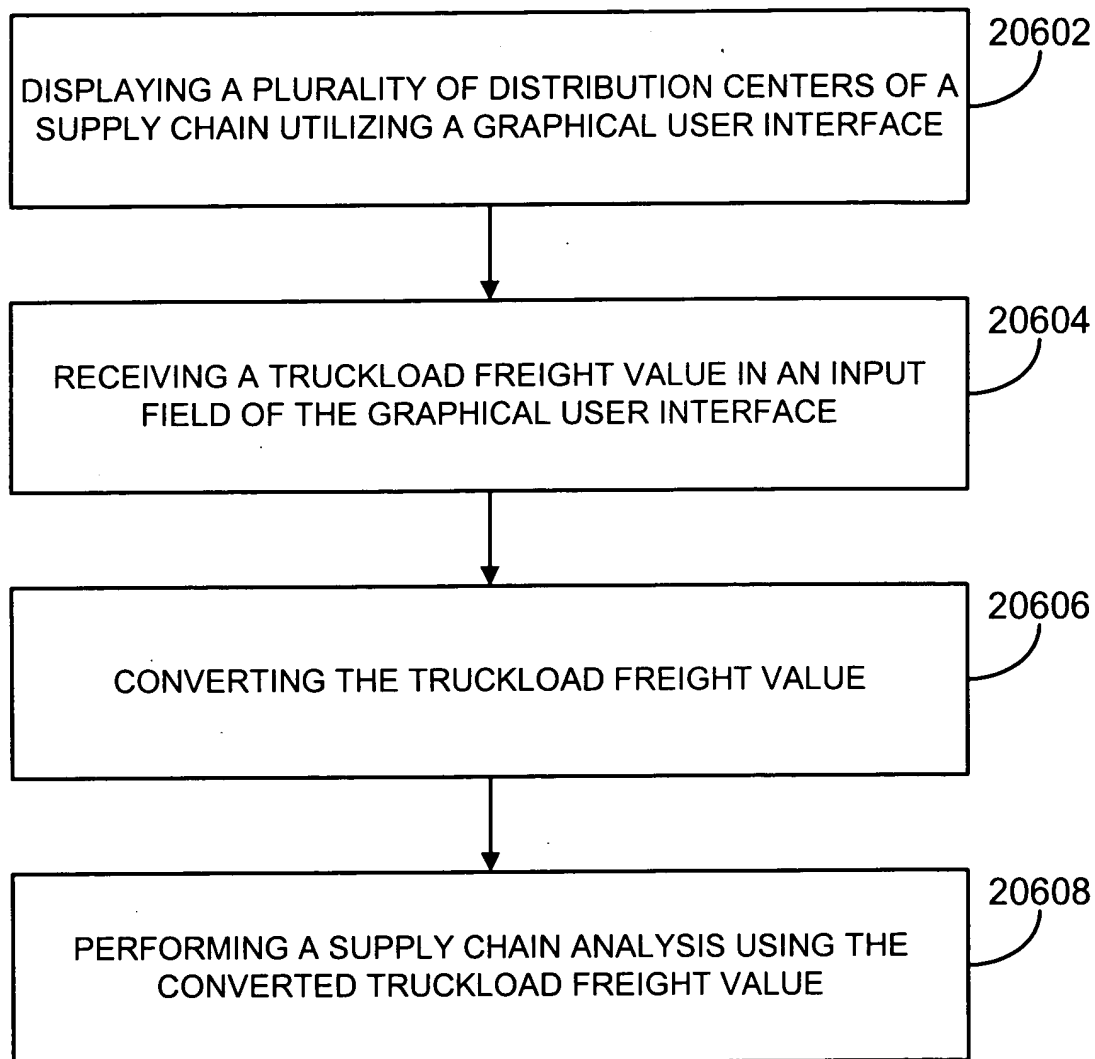 20602
DISPLAYING A PLURALITY OF DISTRIBUTION CENTERS OF A
SUPPLY CHAIN UTILIZING A GRAPHICAL USER INTERFACE
20604
RECEIVING A TRUCKLOAD FREIGHT VALUE IN AN INPUT
FIELD OF THE GRAPHICAL USER INTERFACE
20606
CONVERTING THE TRUCKLOAD FREIGHT VALUE
20608
PERFORMING A SUPPLY CHAIN ANALYSIS USING THE
CONVERTED TRUCKLOAD FREIGHT VALUE